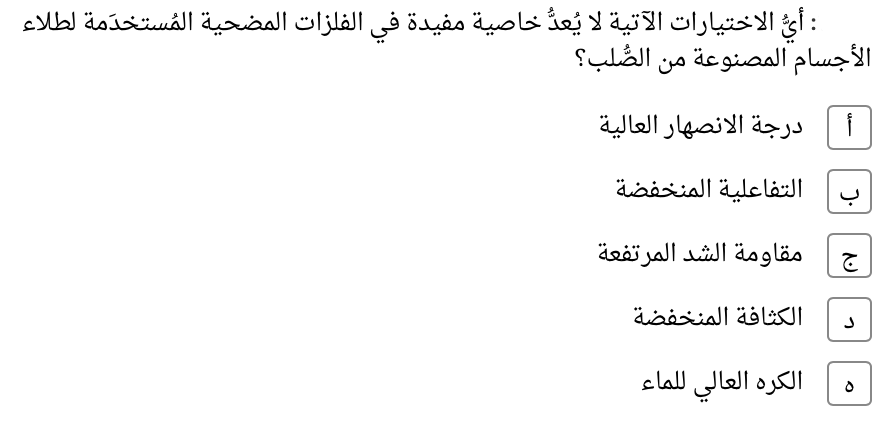 : أيُّ الاختيارات الآتية لا يُعدُّ خاصية مفيدة في الفلزات المضحية المُستخدَمة لطلاء
الأجسام المصنوعة من الصُّلب؟
أ درجة الانصهار العالية
ب التفاعلية المنخفضة
ج مقاومة الشد المرتفعة
د الكثافة المنخفضة
ه الكره العالي للماء